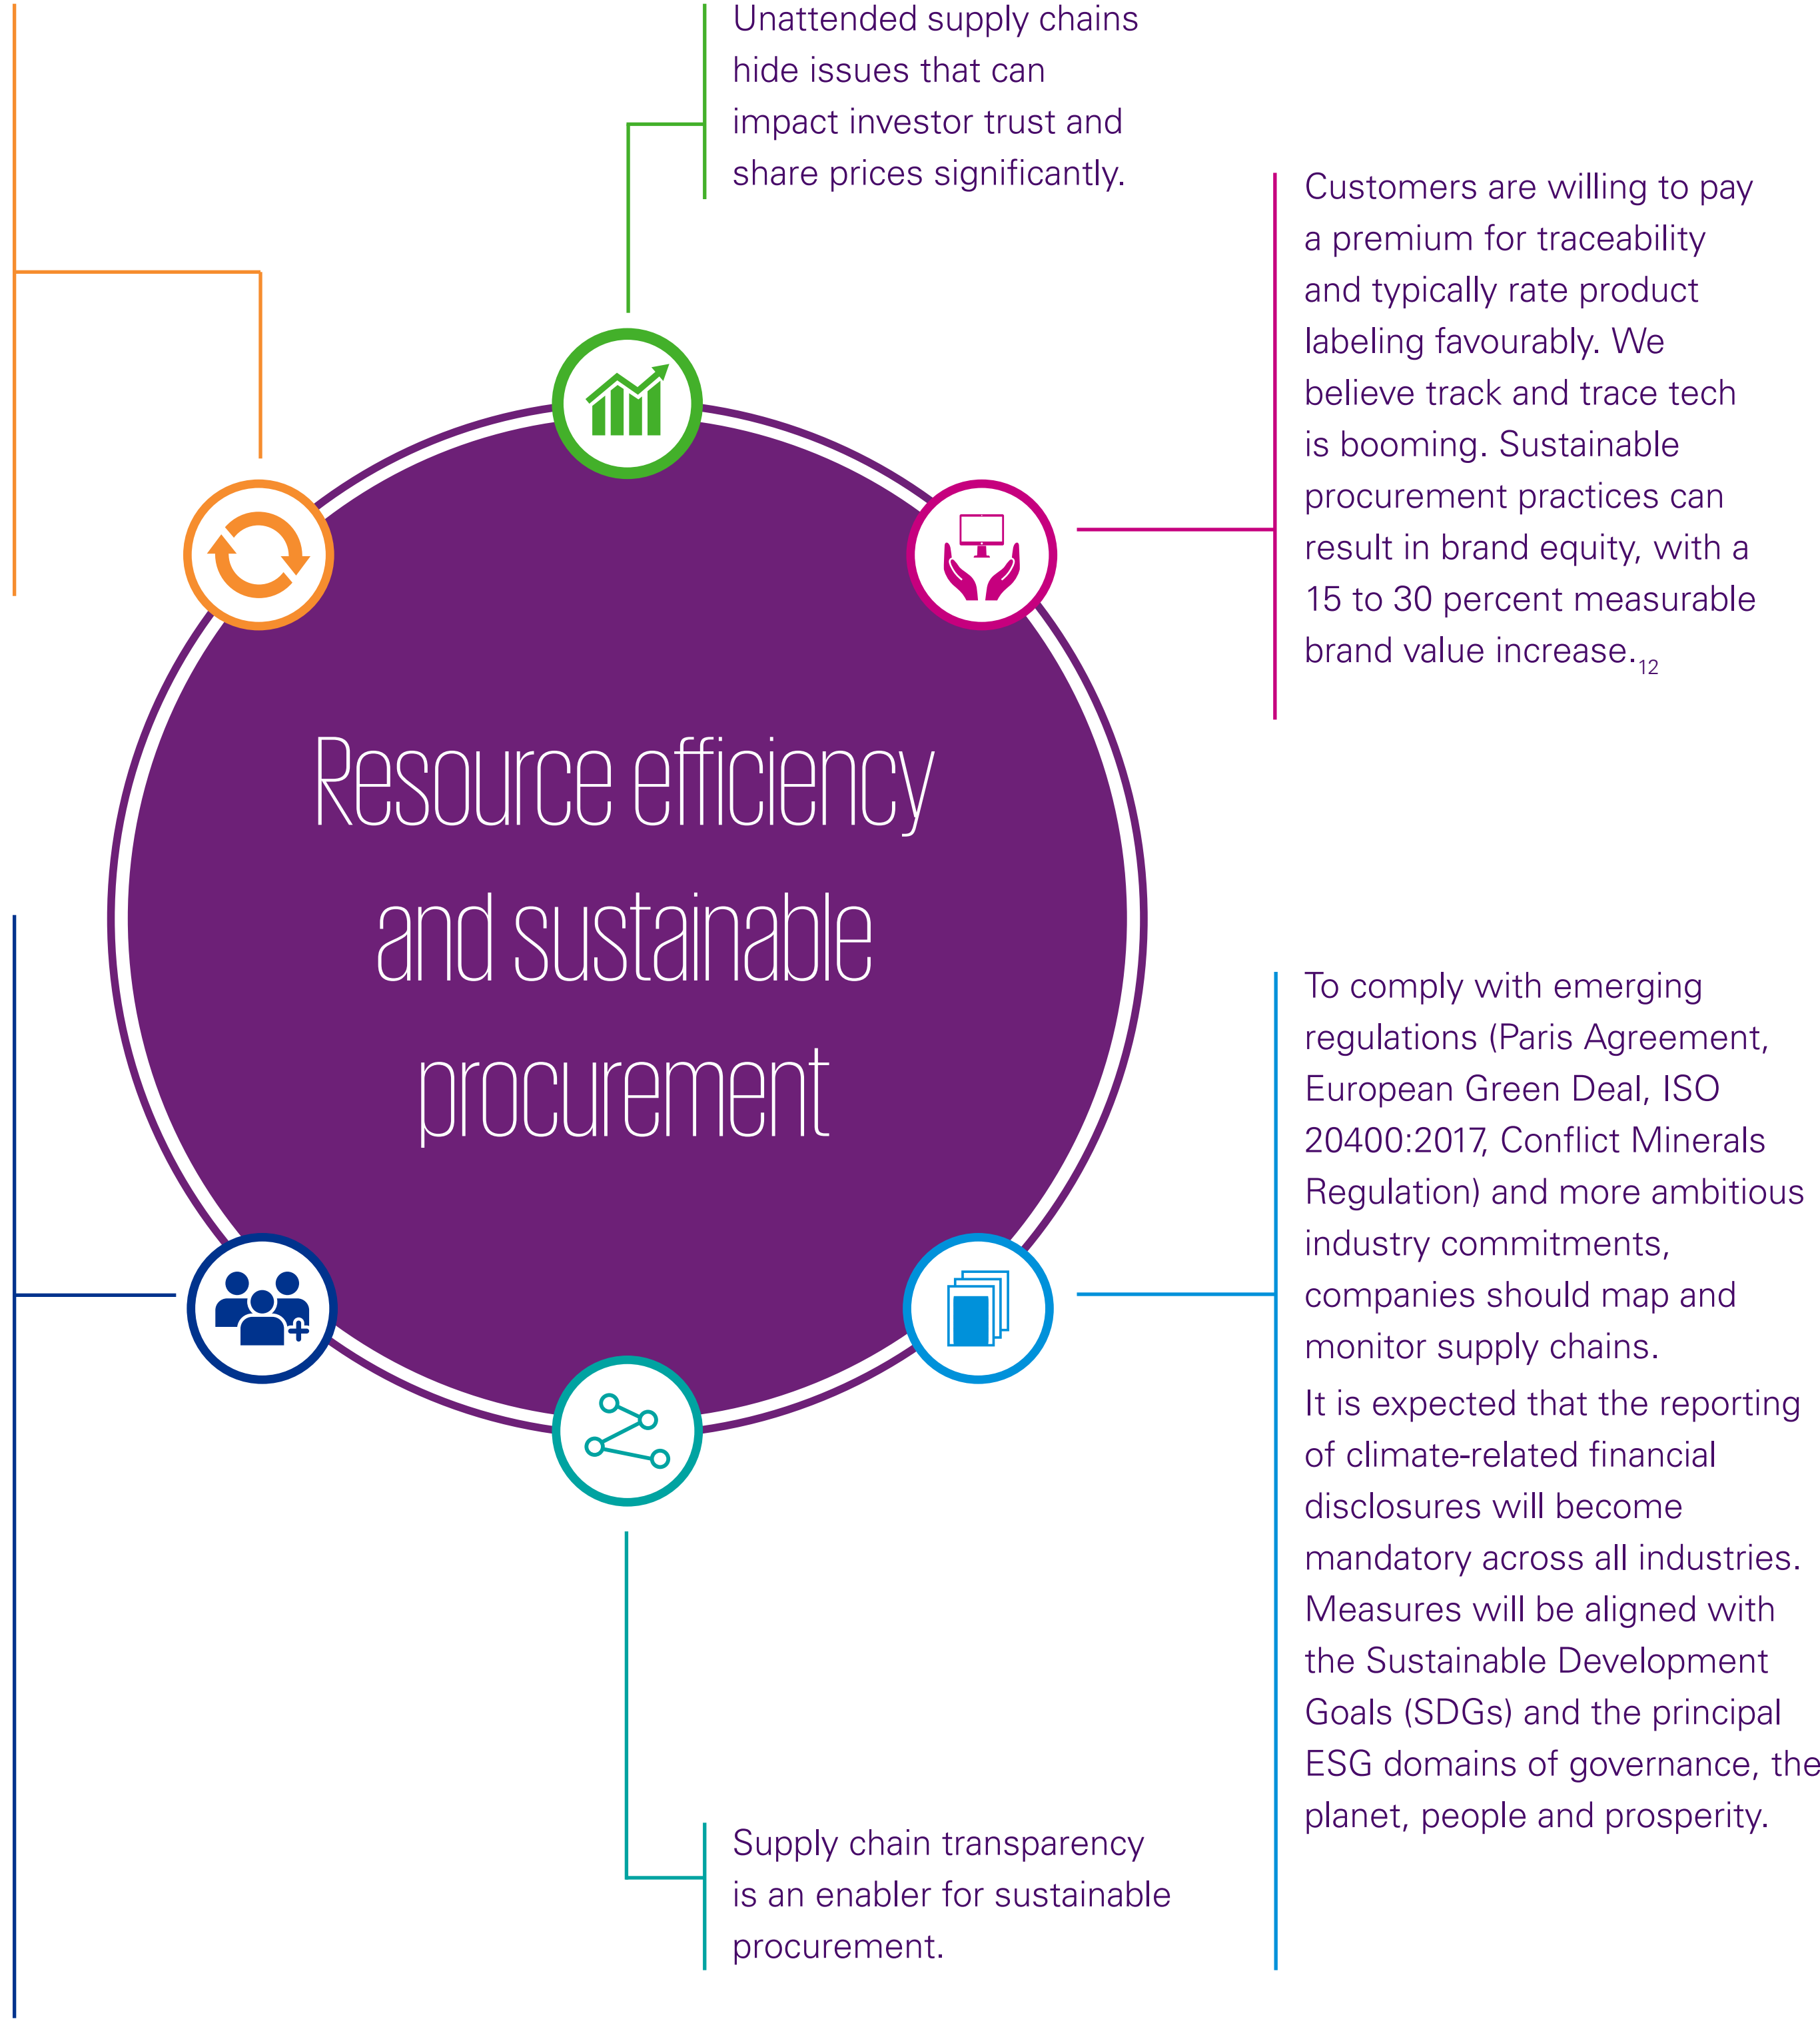 Unattended supply chains
hide issues that can
impact investor trust and
share prices significantly.
Customers are willing to pay
a premium for traceability
and typically rate product
labeling favourably. We
believe track and trace tech
is booming. Sustainable
procurement practices can
result in brand equity, with a
15 to 30 percent measurable
brand value increase.12
Resource efficiency
and sustainable
procurement
To comply with emerging
regulations (Paris Agreement,
European Green Deal, ISO
20400:2017, Conflict Minerals
Regulation) and more ambitious
industry commitments,
companies should map and
monitor supply chains.
It is expected that the reporting
of climate-related financial
disclosures will become
mandatory across all industries.
Measures will be aligned with
the Sustainable Development
Goals (SDGs) and the principal
ESG domains of governance, the
planet, people and prosperity.
Supply chain transparency
is an enabler for sustainable
procurement.